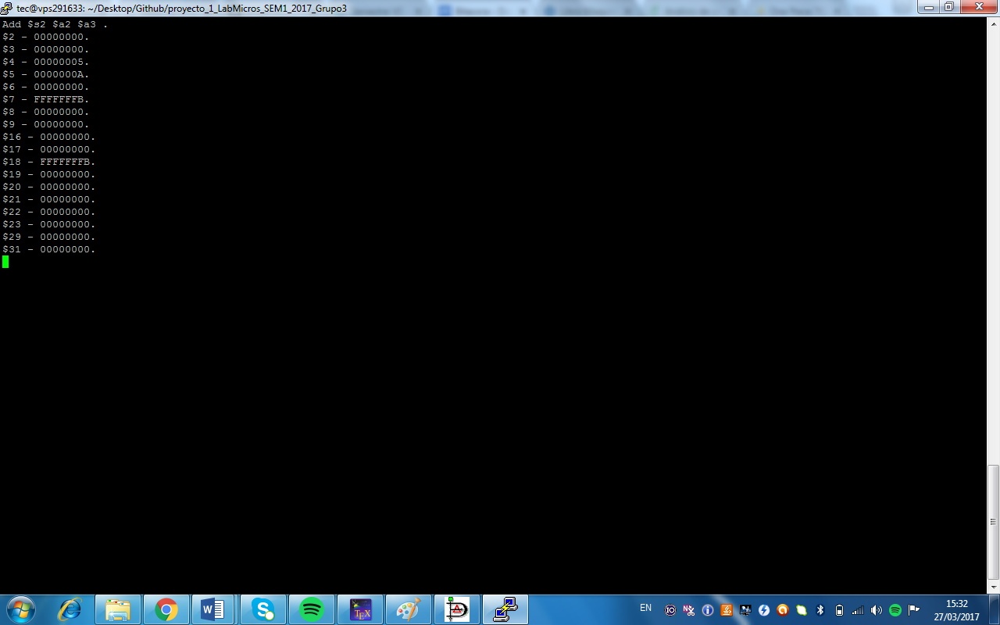 tec@vps291633: ~/Desktop/Github/proyecto_1_LabMicros_SEM1_2017_Grupo3
Add $s2 $a2 $a3 .
$2 - 00000000.
$3 - 00000000.
$4 - 00000005.
$5 - 0000000A.
$6 - 00000000.
$7 - FFFFFFFB.
$8 - 00000000.
$9 - 00000000.
$16 - 00000000.
$17 - 00000000.
$18 - FFFFFFFB.
$19 - 00000000.
$20 - 00000000.
$21 - 00000000.
$22 - 00000000.
$23 - 00000000.
$29 - 00000000.
$31 - 00000000.
EN
15:32
27/03/2017